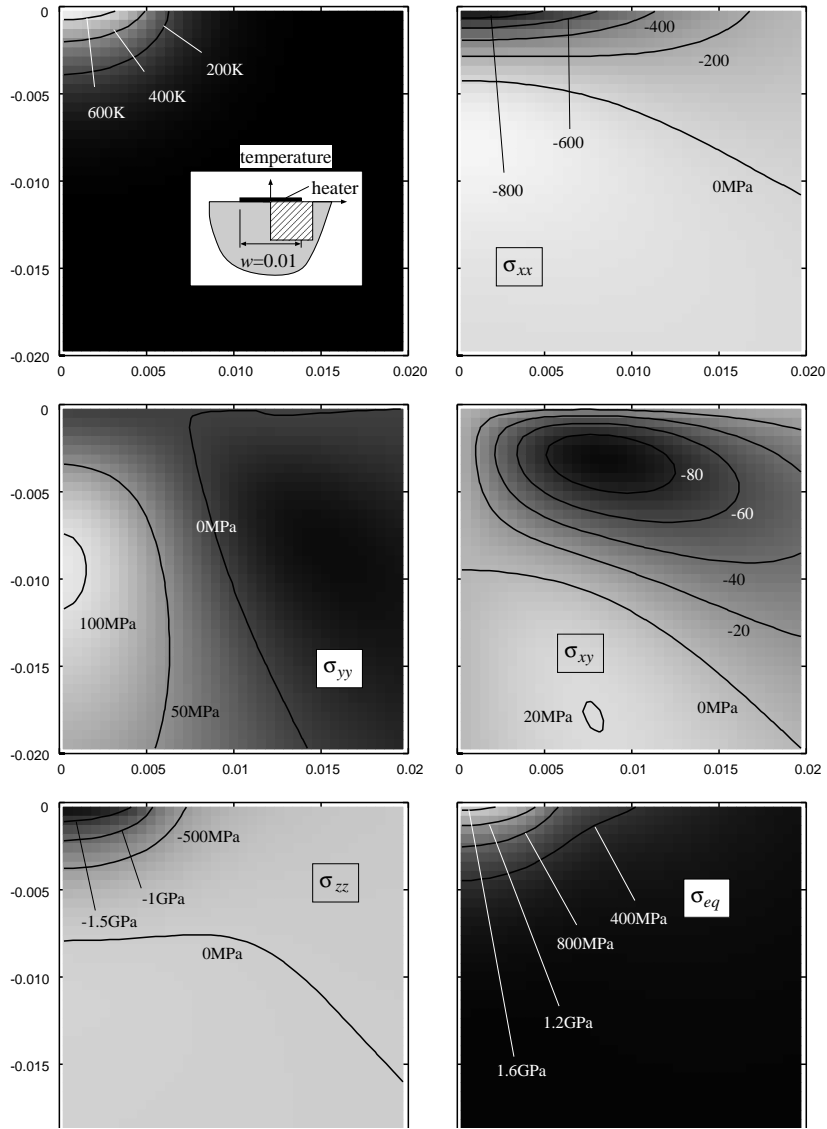 0
-0.005
-0.010
-0.015
-0.020
0
0.005
0.010
0.015
0.020
200K
400K
600K
temperature
heater
w=0.01
0
0.005
0.010
0.015
0.020
-400
-200
-600
-800
0MPa
σxx
0
-0.005
-0.010
-0.015
-0.020
0
0.005
0.01
0.015
0.02
0MPa
100MPa
50MPa
σyy
0
0.005
0.01
0.015
0.02
-80
-60
-40
-20
0MPa
20MPa
σxy
0
-0.005
-0.010
-0.015
-500MPa
-1GPa
-1.5GPa
0MPa
σzz
400MPa
800MPa
1.2GPa
1.6GPa
σeq